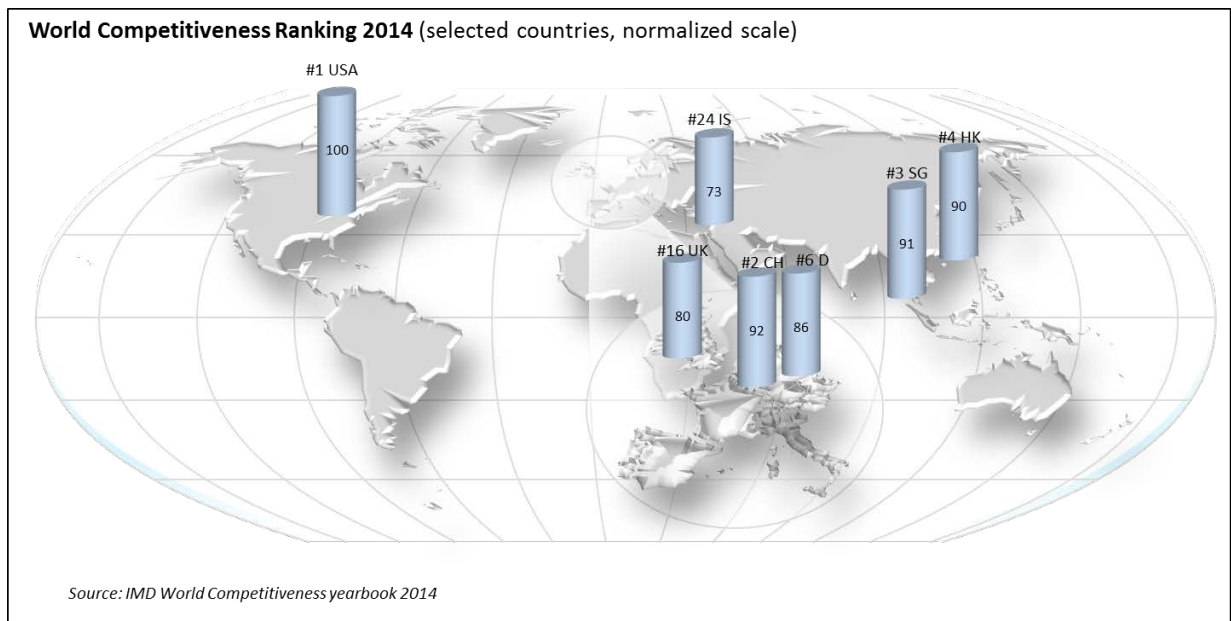 World Competitiveness Ranking 2014 (selected countries, normalized scale)
#1 USA
100
#24 IS
73
#4 HK
90
#3 SG
91
#16 UK
80
#2 CH
92
#6 D
86
Source: IMD World Competitiveness yearbook 2014